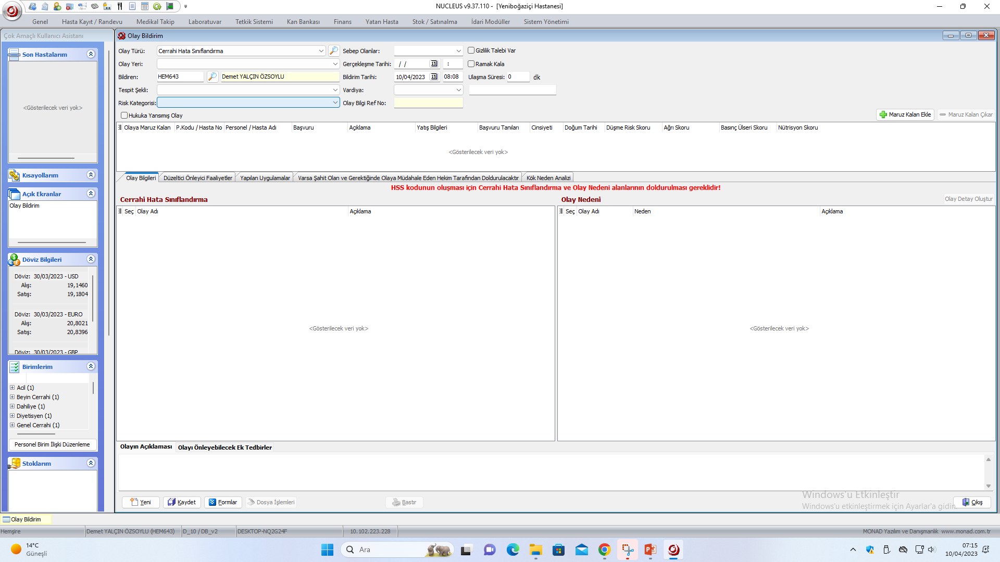 NUCLEUS v9.37.110 - [Yeniboğaziçi Hastanesi]
Genel Hasta Kayıt / Randevu Medikal Takip Laboratuvar Tetkik Sistemi Kan Bankası Finans Yatan Hasta Stok / Satınalma İdari Modüller Sistem Yönetimi
Çok Amaçlı Kullanıcı Asistanı
Son Hastalarım
<Gösterilecek veri yok>
Kısayollarım
Açık Ekranlar
Olay Bildirim
Döviz Bilgileri
Döviz: 30/03/2023 - USD
Alış: 19,1460
Satış: 19,1804
Döviz: 30/03/2023 - EURO
Alış: 20,8021
Satış: 20,8396
Döviz: 30/03/2023 - GBP
Birimlerim
Acil (1)
Beyin Cerrahi (1)
Dahiliye (1)
Diyetisyen (1)
Genel Cerrahi (1)
Personel Birim İlişki Düzenleme
Stoklarım
Olay Bildirim
Olay Türü: Cerrahi Hata Sınıflandırma Sebep Olanlar: Gizlilik Talebi Var
Olay Yeri: Gerçekleşme Tarihi: / / 15 : Ramak Kala
Bildiren: HEM643 Demet YALÇIN ÖZSOYLU Bildirim Tarihi: 10/04/2023 15 08:08 Ulaşma Süresi: 0 dk
Tespit Şekli: Vardiya:
Risk Kategorisi: Olay Bilgi Ref No:
Hukuka Yansımış Olay Maruz Kalan Ekle Maruz Kalan Çıkar
Olaya Maruz Kalan P.Kodu / Hasta No Personel / Hasta Adı Başvuru Açıklama Yatış Bilgileri Başvuru Tanıları Cinsiyeti Doğum Tarihi Düşme Risk Skoru Ağrı Skoru Basınç Ülseri Skoru Nütrisyon Skoru
<Gösterilecek veri yok>
Olay Bilgileri Düzeltici Önleyici Faaliyetler Yapılan Uygulamalar Varsa Şahit Olan ve Gerektiğinde Olaya Müdahale Eden Hekim Tarafından Doldurulacaktır Kök Neden Analizi
HSS kodunun oluşması için Cerrahi Hata Sınıflandırma ve Olay Nedeni alanlarının doldurulması gereklidir!
Cerrahi Hata Sınıflandırma Olay Nedeni Olay Detay Oluştur
Seç Olay Adı Açıklama Seç Olay Adı Neden Açıklama
<Gösterilecek veri yok> <Gösterilecek veri yok>
Olayın Açıklaması Olayı Önleyebilecek Ek Tedbirler
Windows'u Etkinleştir
Windows'u etkinleştirmek için Ayarlar'a gidin.
Yeni Kaydet Formlar Dosya İşlemleri Bastır Çıkış
Olay Bildirim
Hemşire Demet YALÇIN ÖZSOYLU (HEM643) D_10 / DB_v2 DESKTOP-NQ2G24F 10.102.223.228 MONAD Yazılım ve Danışmanlık www.monad.com.tr
14°C
Güneşli
Ara
07:15
10/04/2023